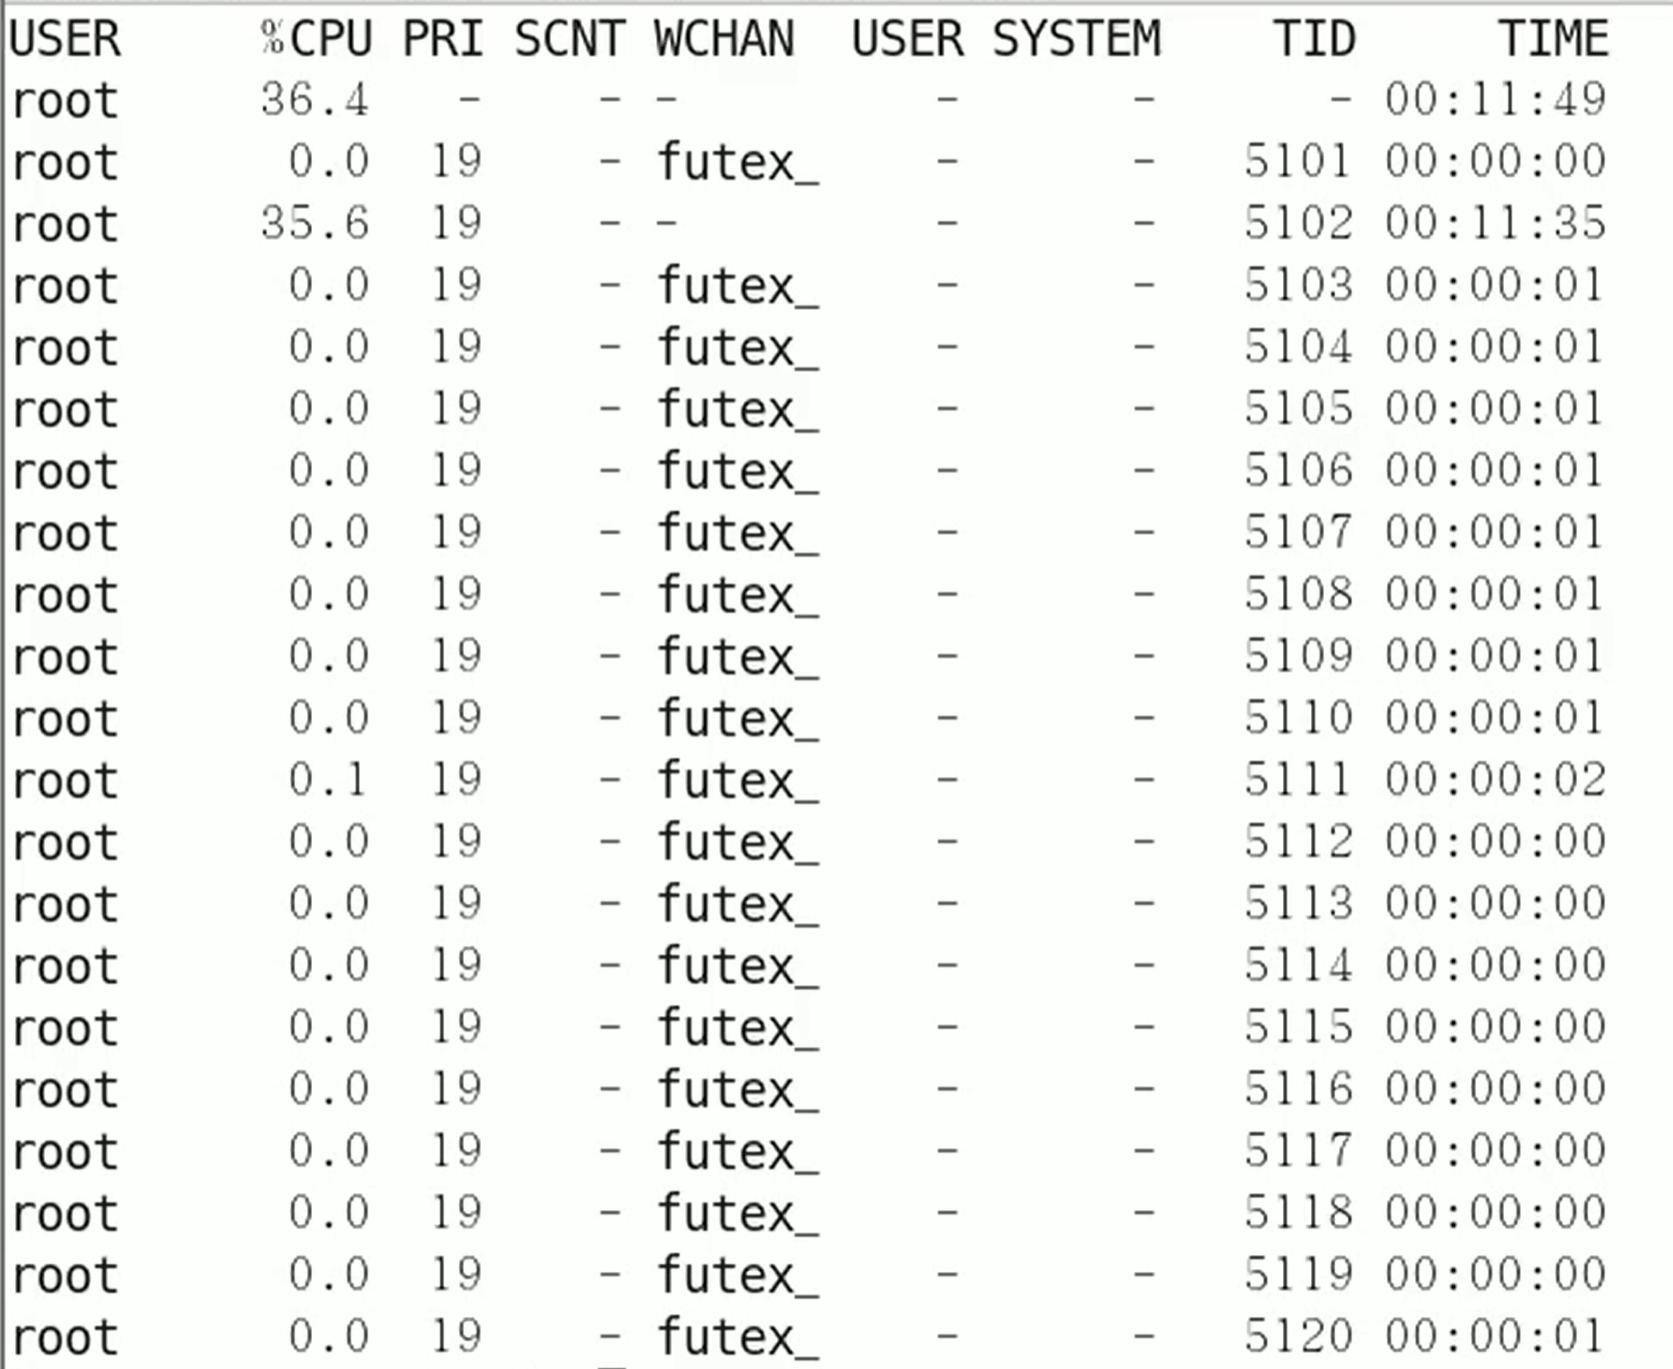 USER %CPU PRI SCNT WCHAN USER SYSTEM TID TIME
root 36.4 - - - - - - 00:11:49
root 0.0 19 - futex_ - - 5101 00:00:00
root 35.6 19 - - - - 5102 00:11:35
root 0.0 19 - futex_ - - 5103 00:00:01
root 0.0 19 - futex_ - - 5104 00:00:01
root 0.0 19 - futex_ - - 5105 00:00:01
root 0.0 19 - futex_ - - 5106 00:00:01
root 0.0 19 - futex_ - - 5107 00:00:01
root 0.0 19 - futex_ - - 5108 00:00:01
root 0.0 19 - futex_ - - 5109 00:00:01
root 0.0 19 - futex_ - - 5110 00:00:01
root 0.1 19 - futex_ - - 5111 00:00:02
root 0.0 19 - futex_ - - 5112 00:00:00
root 0.0 19 - futex_ - - 5113 00:00:00
root 0.0 19 - futex_ - - 5114 00:00:00
root 0.0 19 - futex_ - - 5115 00:00:00
root 0.0 19 - futex_ - - 5116 00:00:00
root 0.0 19 - futex_ - - 5117 00:00:00
root 0.0 19 - futex_ - - 5118 00:00:00
root 0.0 19 - futex_ - - 5119 00:00:00
root 0.0 19 - futex_ - - 5120 00:00:01